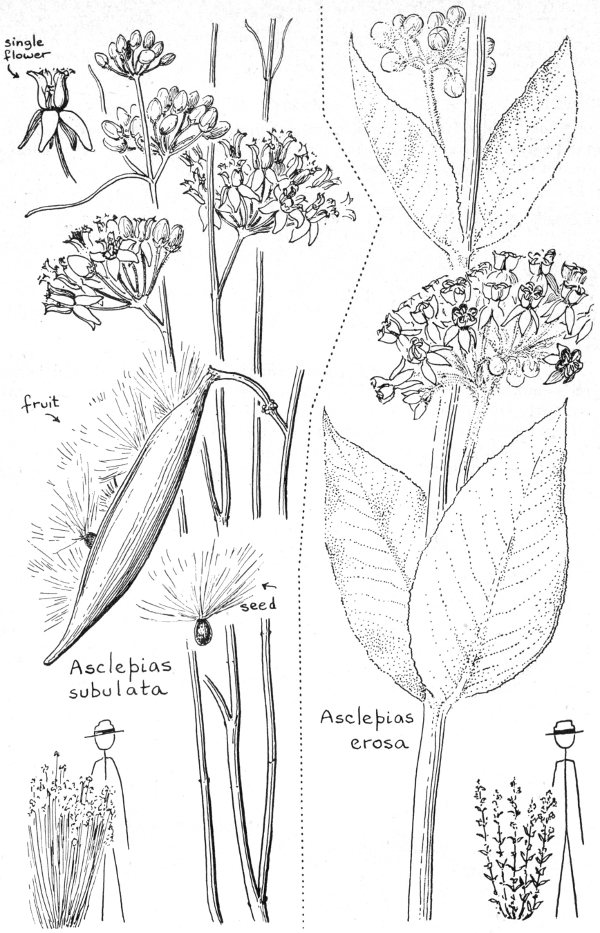 single
flower
fruit
seed
Asclepias
subulata
Asclepias
erosa